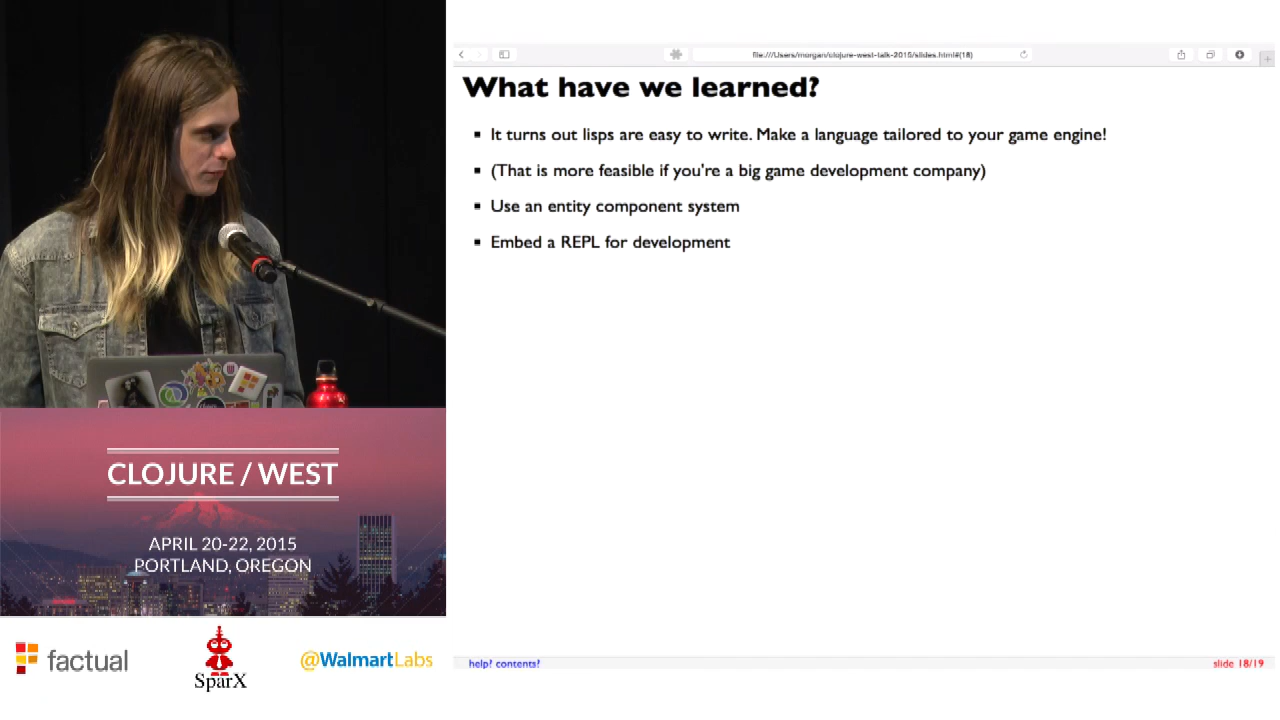 file:///Users/morgan/clojure-west-talk-2015/slides.html#(18)
What have we learned?
It turns out lisps are easy to write. Make a language tailored to your game engine!
(That is more feasible if you're a big game development company)
Use an entity component system
Embed a REPL for development
help? contents?
slide 18/19
CLOJURE / WEST
APRIL 20-22, 2015
PORTLAND, OREGON
factual
SparX
@WalmartLabs